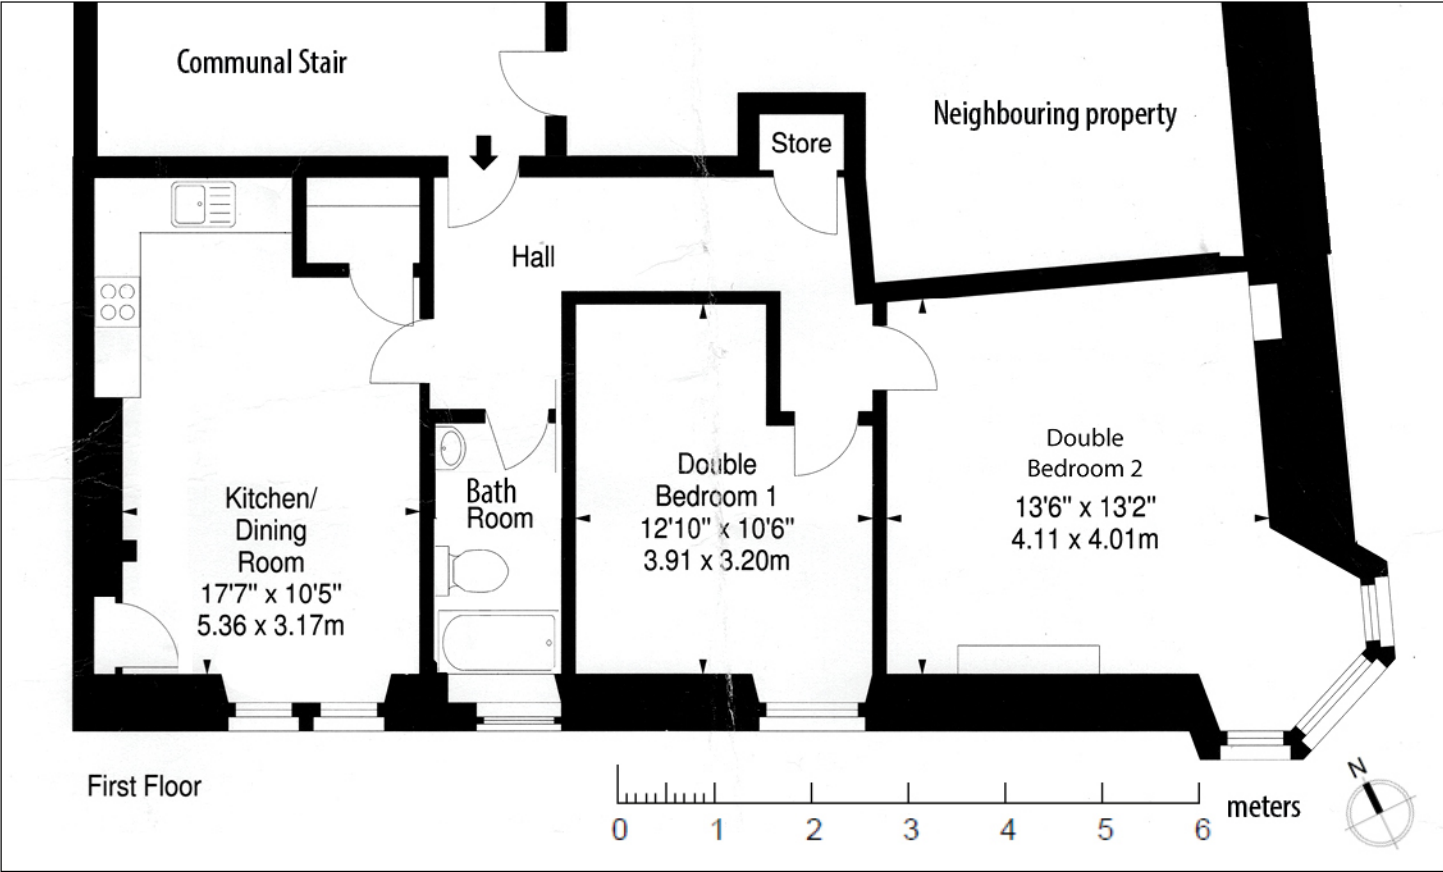 Communal Stair
Neighbouring property
Store
Hall
Kitchen/
Dining
Room
17'7" x 10'5"
5.36 x 3.17m
Bath
Room
Double
Bedroom 1
12'10" x 10'6"
3.91 x 3.20m
Double
Bedroom 2
13'6" x 13'2"
4.11 x 4.01m
First Floor
0 1 2 3 4 5 6 meters
N